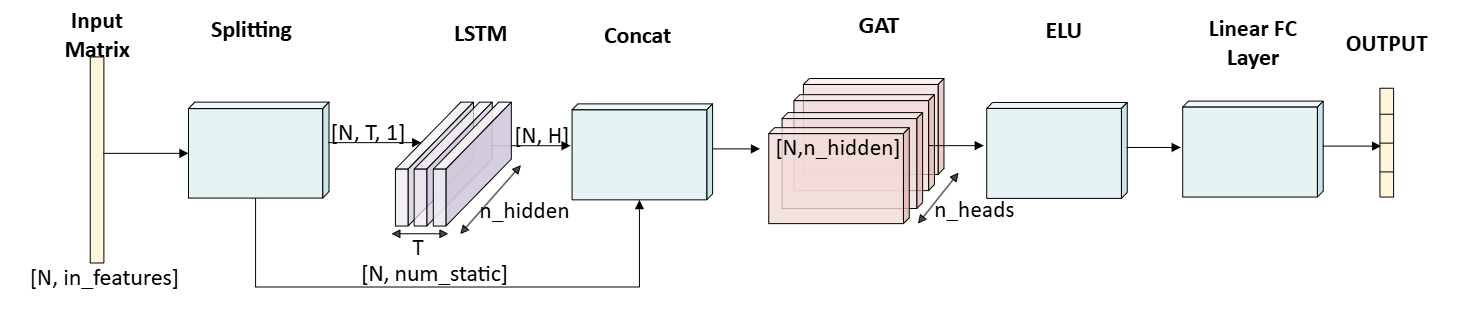 Input
Matrix
Splitting
LSTM
Concat
GAT
ELU
Linear FC
Layer
OUTPUT
[N, T, 1]
[N, H]
[N,n_hidden]
n_hidden
n_heads
T
[N, in_features]
[N, num_static]